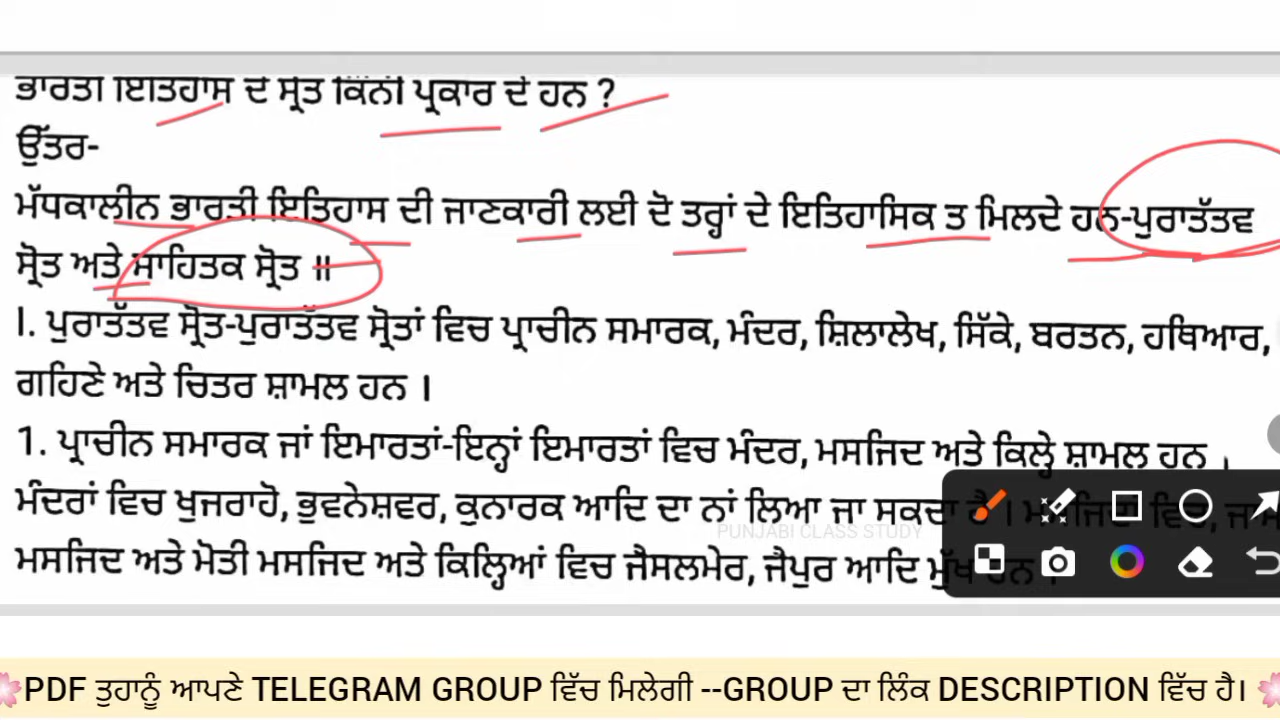 ਭਾਰਤੀ ਇਤਿਹਾਸ ਦੇ ਸ੍ਰੋਤ ਕਿੰਨੀ ਪ੍ਰਕਾਰ ਦੇ ਹਨ ?
ਉੱਤਰ-
ਮੱਧਕਾਲੀਨ ਭਾਰਤੀ ਇਤਿਹਾਸ ਦੀ ਜਾਣਕਾਰੀ ਲਈ ਦੋ ਤਰ੍ਹਾਂ ਦੇ ਇਤਿਹਾਸਿਕ ਤ ਮਿਲਦੇ ਹਨ-ਪੁਰਾਤੱਤਵ
ਸ੍ਰੋਤ ਅਤੇ ਸਾਹਿਤਕ ਸ੍ਰੋਤ ॥
I. ਪੁਰਾਤੱਤਵ ਸ੍ਰੋਤ-ਪੁਰਾਤੱਤਵ ਸ੍ਰੋਤਾਂ ਵਿਚ ਪ੍ਰਾਚੀਨ ਸਮਾਰਕ, ਮੰਦਰ, ਸ਼ਿਲਾਲੇਖ, ਸਿੱਕੇ, ਬਰਤਨ, ਹਥਿਆਰ,
ਗਹਿਣੇ ਅਤੇ ਚਿਤਰ ਸ਼ਾਮਲ ਹਨ ।
1. ਪ੍ਰਾਚੀਨ ਸਮਾਰਕ ਜਾਂ ਇਮਾਰਤਾਂ-ਇਨ੍ਹਾਂ ਇਮਾਰਤਾਂ ਵਿਚ ਮੰਦਰ, ਮਸਜਿਦ ਅਤੇ ਕਿਲ੍ਹੇ ਸ਼ਾਮਲ ਹਨ ।
ਮੰਦਰਾਂ ਵਿਚ ਖੁਜਰਾਹੋ, ਭੁਵਨੇਸ਼ਵਰ, ਕੁਨਾਰਕ ਆਦਿ ਦਾ ਨਾਂ ਲਿਆ ਜਾ ਸਕਦਾ ਹੈ ।
PUNJABI CLASS STUDY
ਮਸਜਿਦ ਅਤੇ ਮੋਤੀ ਮਸਜਿਦ ਅਤੇ ਕਿਲ੍ਹਿਆਂ ਵਿਚ ਜੈਸਲਮੇਰ, ਜੈਪੁਰ ਆਦਿ ਮੁੱਖ ਹਨ ।
PDF ਤੁਹਾਨੂੰ ਆਪਣੇ TELEGRAM GROUP ਵਿੱਚ ਮਿਲੇਗੀ --GROUP ਦਾ ਲਿੰਕ DESCRIPTION ਵਿੱਚ ਹੈ।